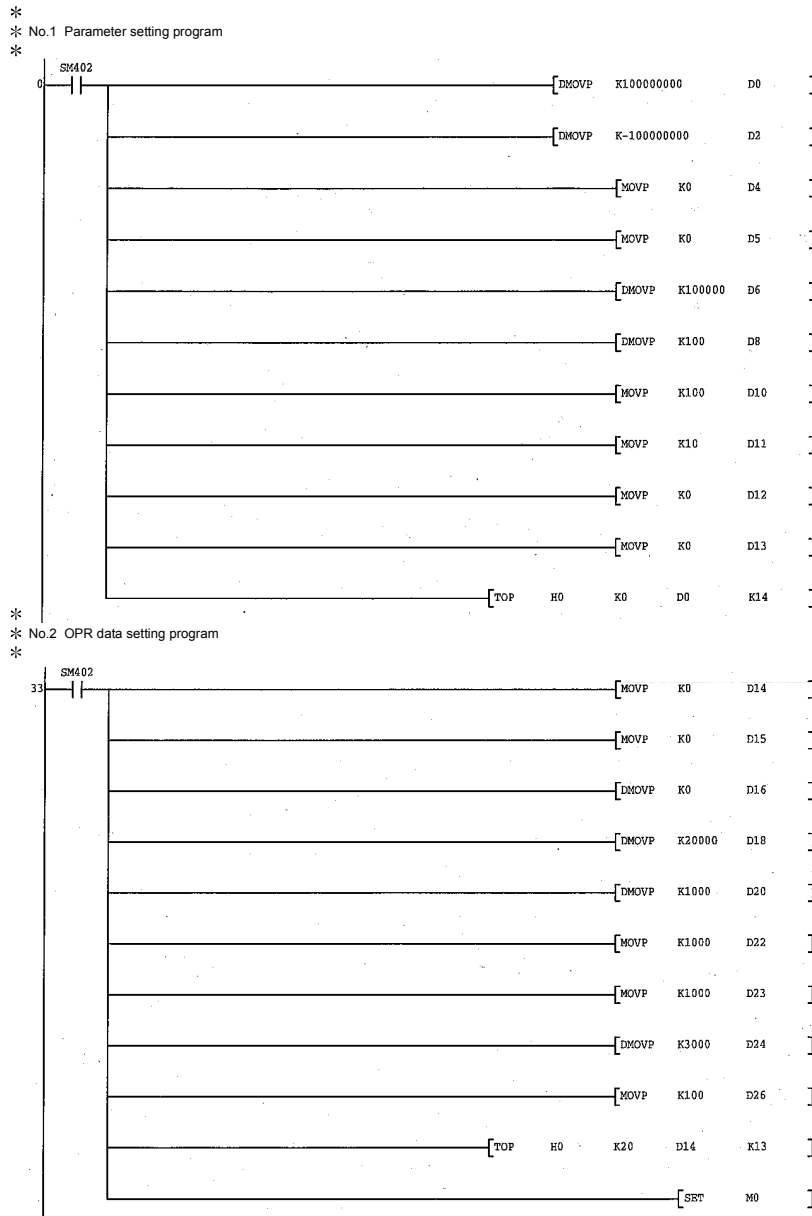 *
* No.1 Parameter setting program
*
SM402
0 [DMOVP K100000000 D0 ]
[DMOVP K-100000000 D2 ]
[MOVP K0 D4 ]
[MOVP K0 D5 ]
[DMOVP K100000 D6 ]
[DMOVP K100 D8 ]
[MOVP K100 D10 ]
[MOVP K10 D11 ]
[MOVP K0 D12 ]
[MOVP K0 D13 ]
[TOP H0 K0 D0 K14 ]
*
* No.2 OPR data setting program
*
SM402
33 [MOVP K0 D14 ]
[MOVP K0 D15 ]
[DMOVP K0 D16 ]
[DMOVP K20000 D18 ]
[DMOVP K1000 D20 ]
[MOVP K1000 D22 ]
[MOVP K1000 D23 ]
[DMOVP K3000 D24 ]
[MOVP K100 D26 ]
[TOP H0 K20 D14 K13 ]
[SET M0 ]